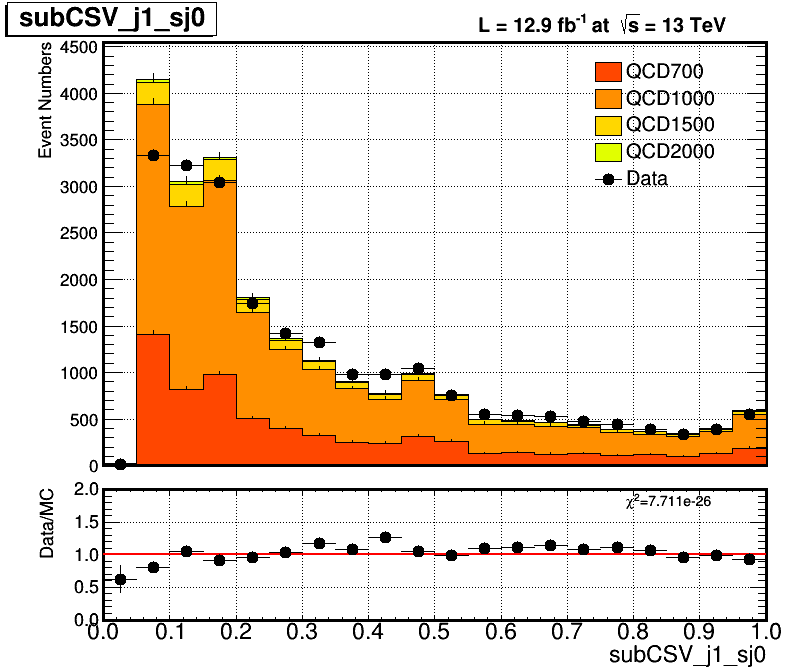 subCSV_j1_sj0
L = 12.9 fb⁻¹ at √s = 13 TeV
Event Numbers
4500
4000
3500
3000
2500
2000
1500
1000
500
0
QCD700
QCD1000
QCD1500
QCD2000
Data
Data/MC
2.0
1.5
1.0
0.5
0.0
χ²=7.711e-26
0.0 0.1 0.2 0.3 0.4 0.5 0.6 0.7 0.8 0.9 1.0
subCSV_j1_sj0